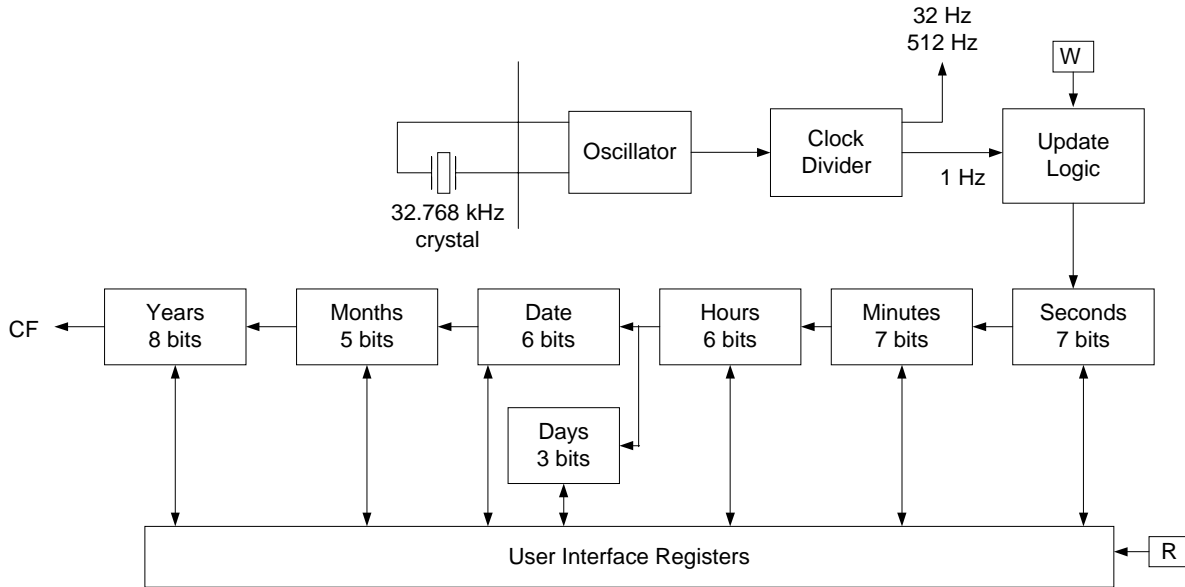 32 Hz
512 Hz
W
Oscillator
Clock
Divider
Update
Logic
1 Hz
32.768 kHz
crystal
CF
Years
8 bits
Months
5 bits
Date
6 bits
Hours
6 bits
Minutes
7 bits
Seconds
7 bits
Days
3 bits
User Interface Registers
R